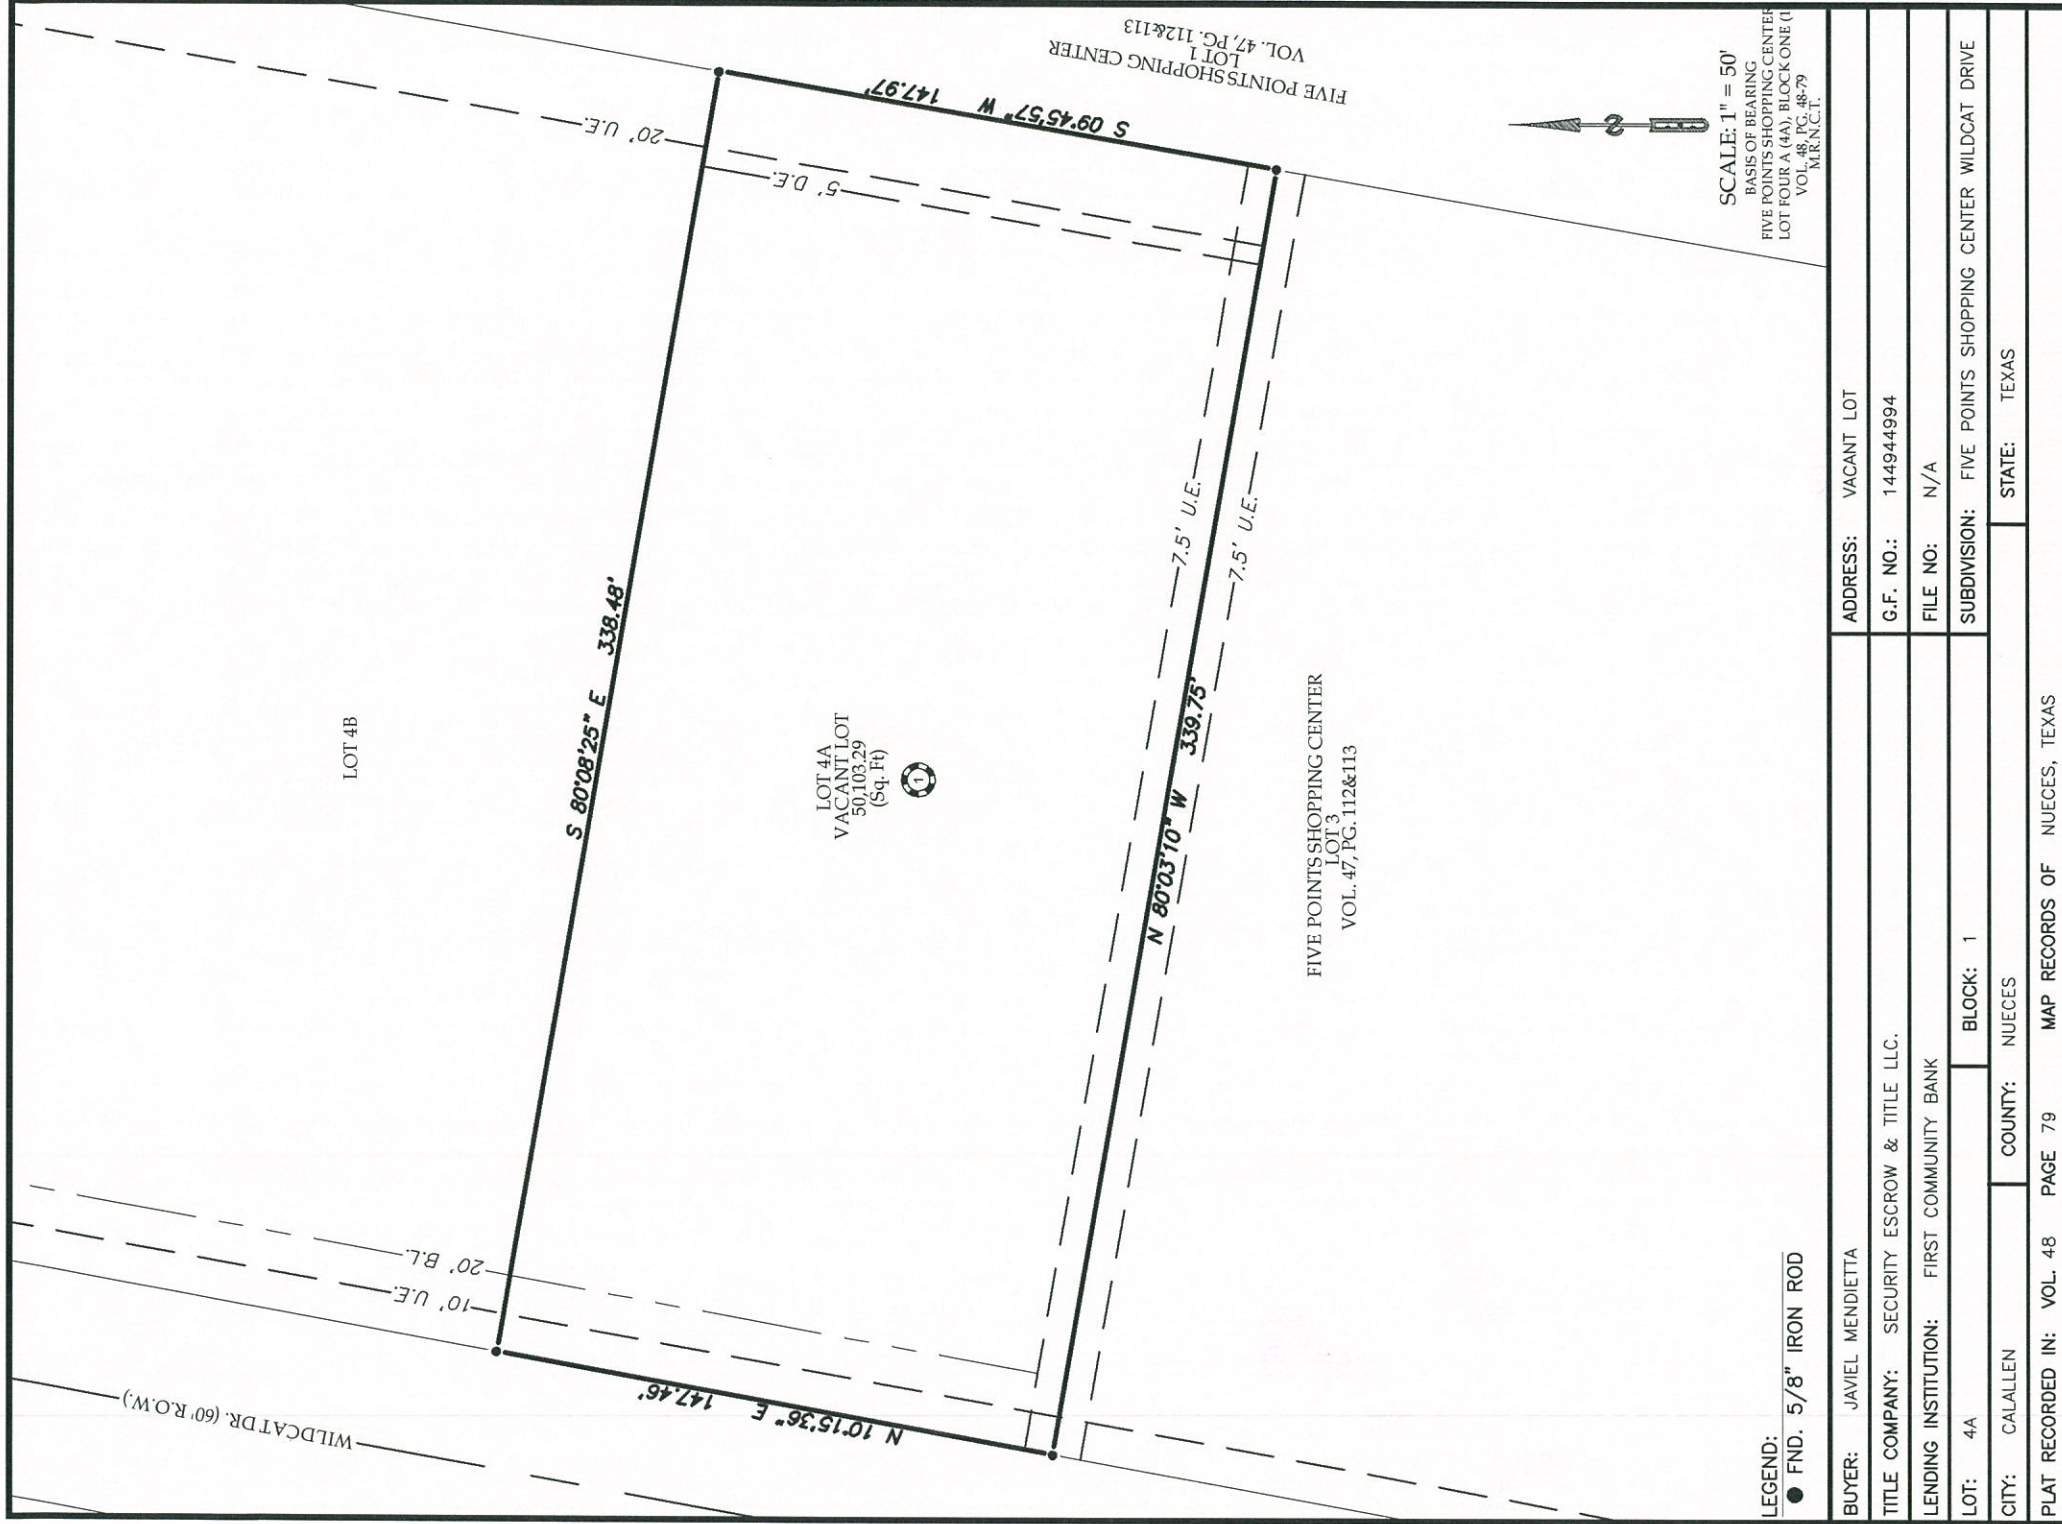 WILDCAT DR. (60' R.O.W.)
LOT 4B
10' U.E.
20' B.L.
S 80°08'25" E 338.48'
20' U.E.
5' D.E.
N 10°15'36" E 147.46'
LOT 4A
VACANT LOT
50,103.29
(Sq. Ft)
1
S 09°45'57" W 147.97'
FIVE POINTS SHOPPING CENTER
LOT 1
VOL. 47, PG. 112&113
7.5' U.E.
N 80°03'10" W 339.75'
7.5' U.E.
FIVE POINTS SHOPPING CENTER
LOT 3
VOL. 47, PG. 112&113
N
SCALE: 1" = 50'
BASIS OF BEARING
FIVE POINTS SHOPPING CENTER
LOT FOUR A (4A), BLOCK ONE (1
VOL. 48, PG. 48-79
M.R.N.C.T.
LEGEND:
FND. 5/8" IRON ROD
BUYER: JAVIEL MENDIETTA
ADDRESS: VACANT LOT
TITLE COMPANY: SECURITY ESCROW & TITLE LLC.
G.F. NO.: 14944994
LENDING INSTITUTION: FIRST COMMUNITY BANK
FILE NO: N/A
LOT: 4A BLOCK: 1
SUBDIVISION: FIVE POINTS SHOPPING CENTER WILDCAT DRIVE
CITY: CALALLEN COUNTY: NUECES STATE: TEXAS
PLAT RECORDED IN: VOL. 48 PAGE 79 MAP RECORDS OF NUECES, TEXAS